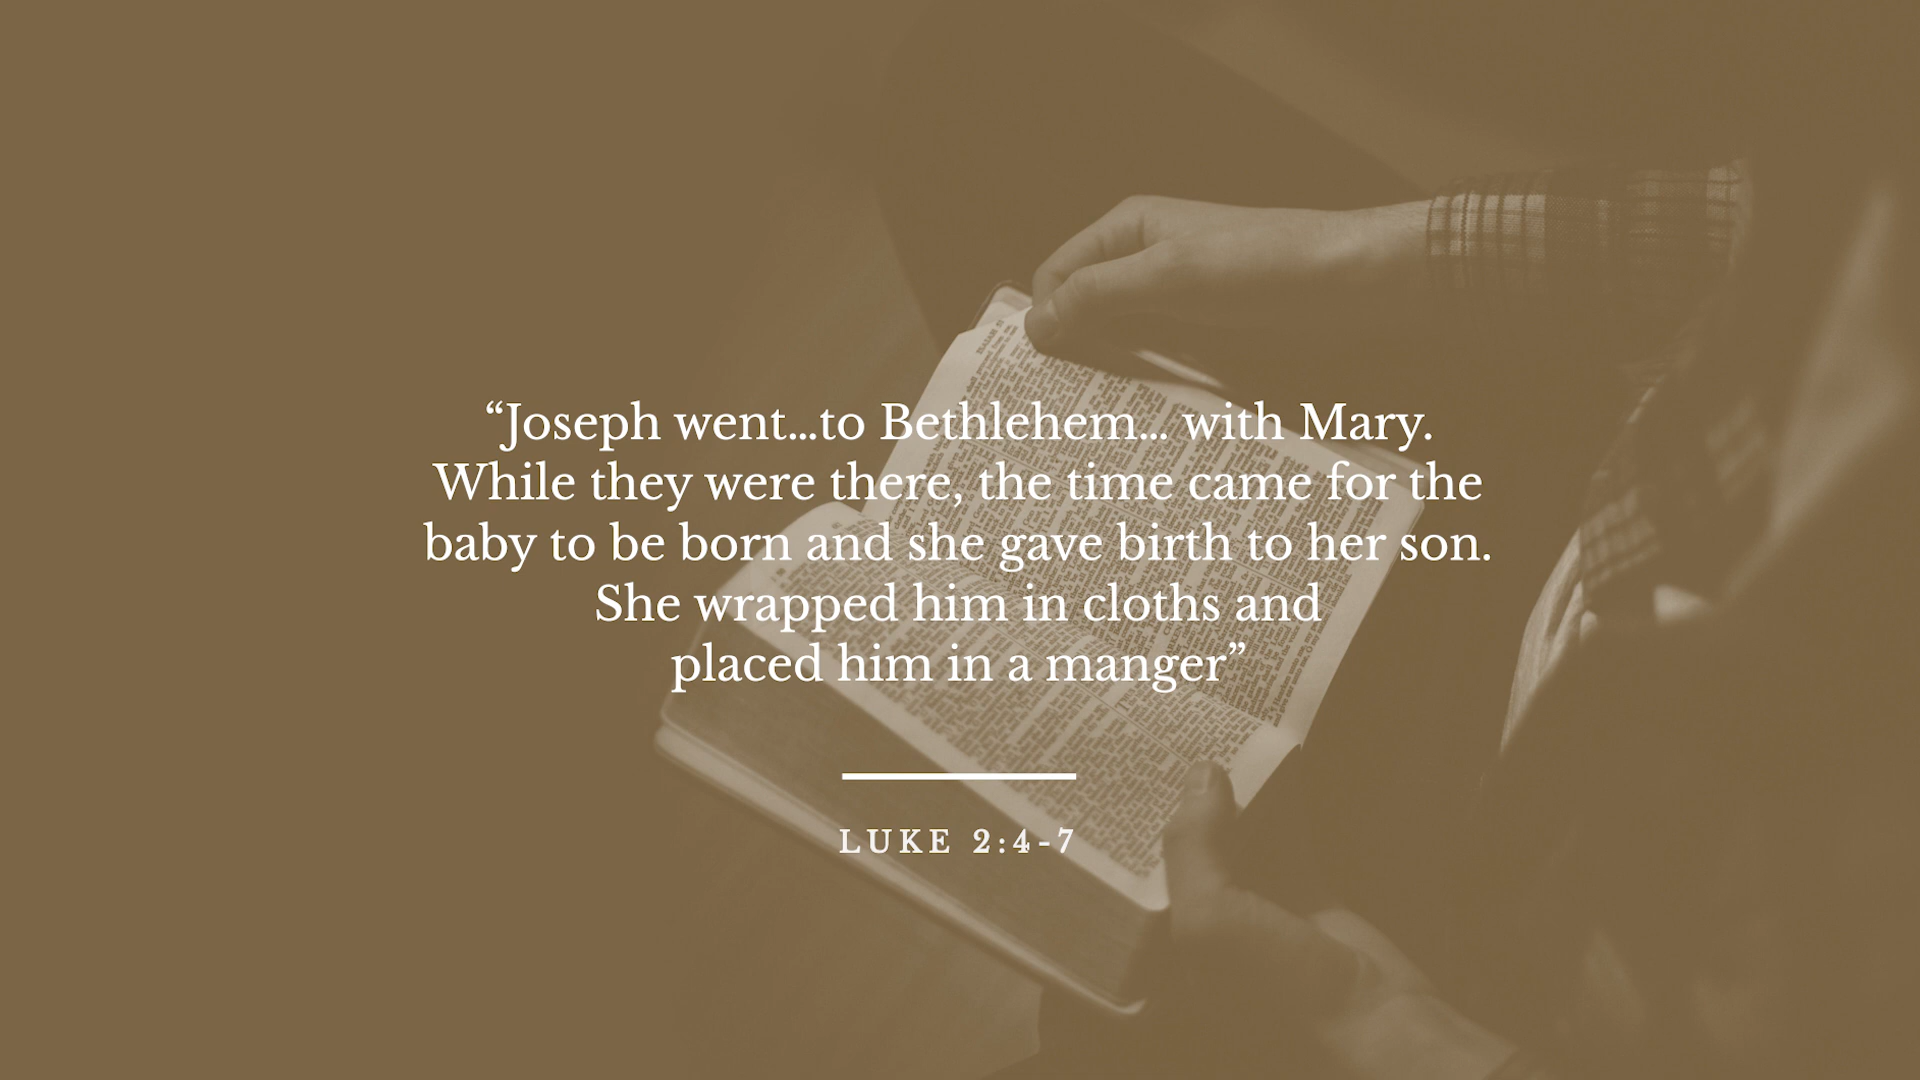 “Joseph went...to Bethlehem... with Mary.
While they were there, the time came for the
baby to be born and she gave birth to her son.
She wrapped him in cloths and
placed him in a manger”
LUKE 2:4-7